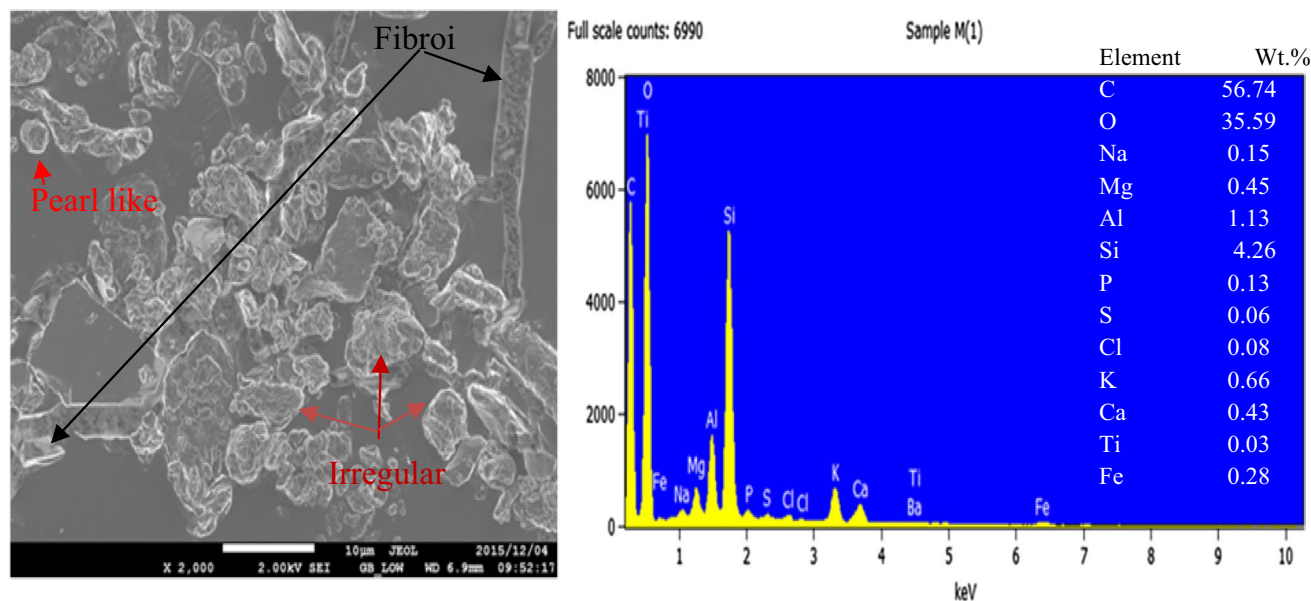 Fibroi
Pearl like
Irregular
10μm JEOL 2015/12/04
X 2,000 2.00kV SEI GB_LOW WD 6.9mm 09:52:17
Full scale counts: 6990 Sample M(1)
Element Wt.%
C 56.74
O 35.59
Na 0.15
Mg 0.45
Al 1.13
Si 4.26
P 0.13
S 0.06
Cl 0.08
K 0.66
Ca 0.43
Ti 0.03
Fe 0.28
8000
6000
4000
2000
0
O
Ti
C
Si
Al
Mg
Fe
Na
P
S
Cl
Cl
K
Ca
Ti
Ba
Fe
1 2 3 4 5 6 7 8 9 10
keV